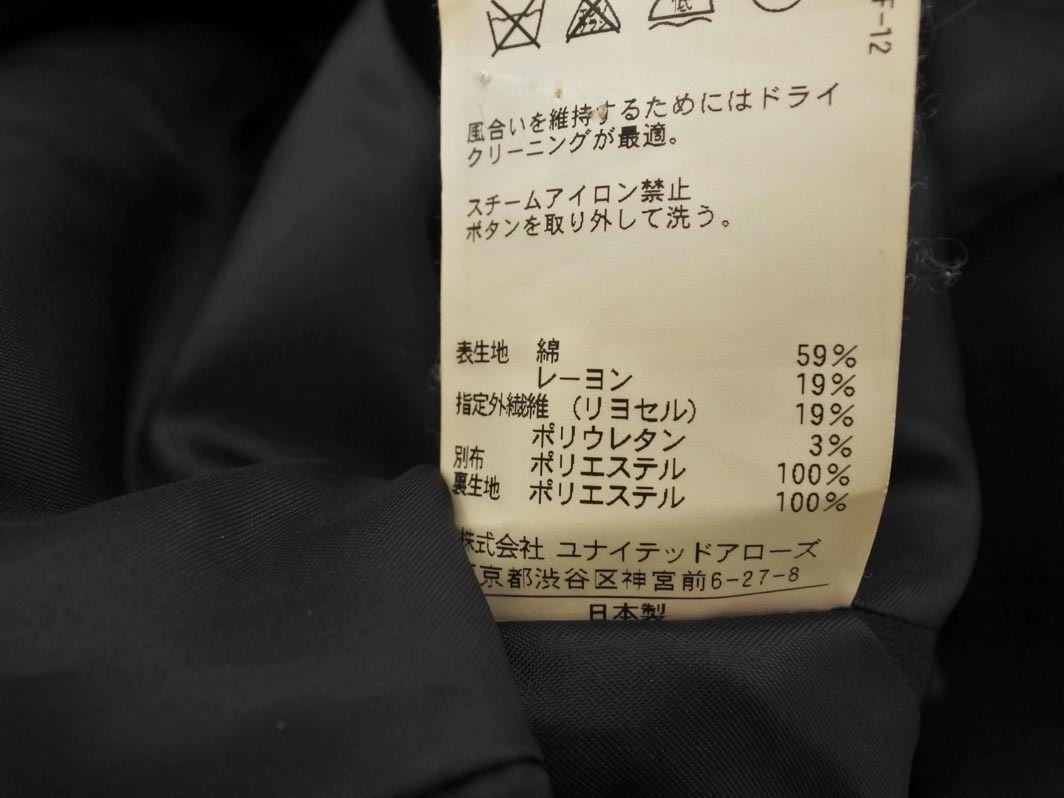 低
F-12
風合いを維持するためにはドライ
クリーニングが最適。
スチームアイロン禁止
ボタンを取り外して洗う。
表生地 綿 59%
レーヨン 19%
指定外繊維 (リヨセル) 19%
ポリウレタン 3%
別布 ポリエステル 100%
裏生地 ポリエステル 100%
株式会社 ユナイテッドアローズ
京都渋谷区神宮前6-27-8
日本製